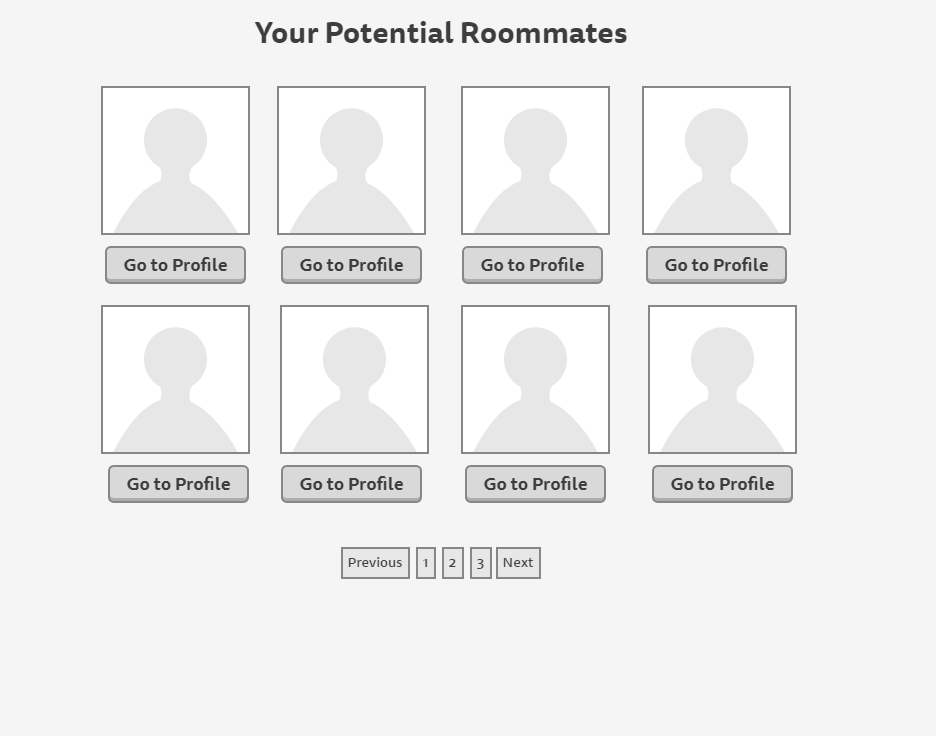 Your Potential Roommates
Go to Profile Go to Profile Go to Profile Go to Profile
Go to Profile Go to Profile Go to Profile Go to Profile
Previous 1 2 3 Next